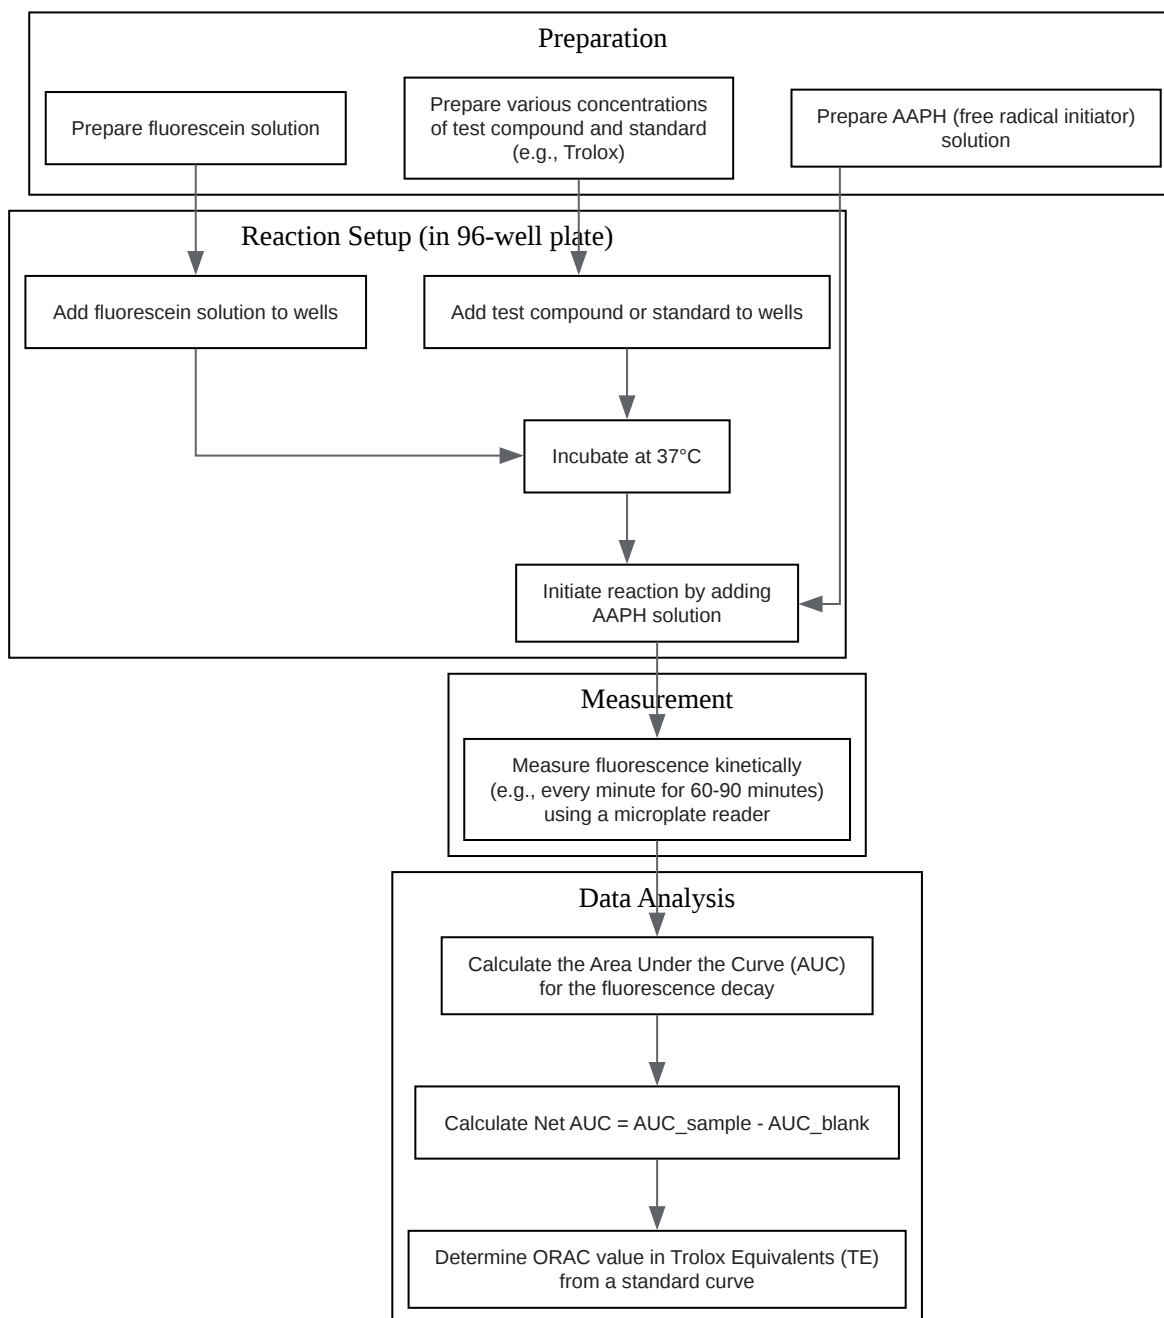 Preparation
Prepare fluorescein solution
Prepare various concentrations
of test compound and standard
(e.g., Trolox)
Prepare AAPH (free radical initiator)
solution
Reaction Setup (in 96-well plate)
Add fluorescein solution to wells
Add test compound or standard to wells
Incubate at 37°C
Initiate reaction by adding
AAPH solution
Measurement
Measure fluorescence kinetically
(e.g., every minute for 60-90 minutes)
using a microplate reader
Data Analysis
Calculate the Area Under the Curve (AUC)
for the fluorescence decay
Calculate Net AUC = AUC_sample - AUC_blank
Determine ORAC value in Trolox Equivalents (TE)
from a standard curve